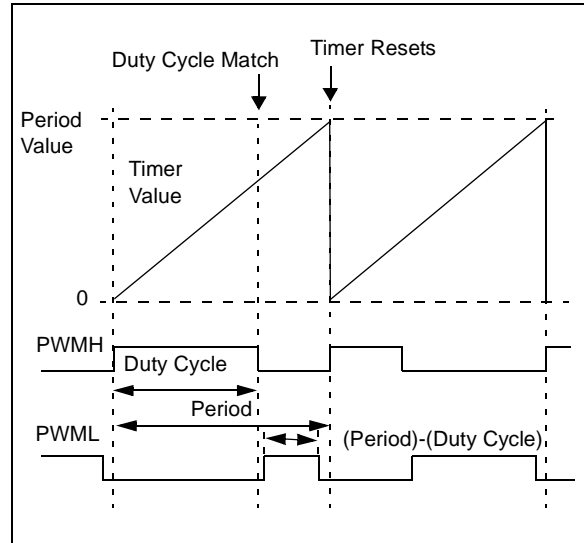 Timer Resets
Duty Cycle Match
Period
Value
Timer
Value
0
PWMH
Duty Cycle
Period
PWML
(Period)-(Duty Cycle)